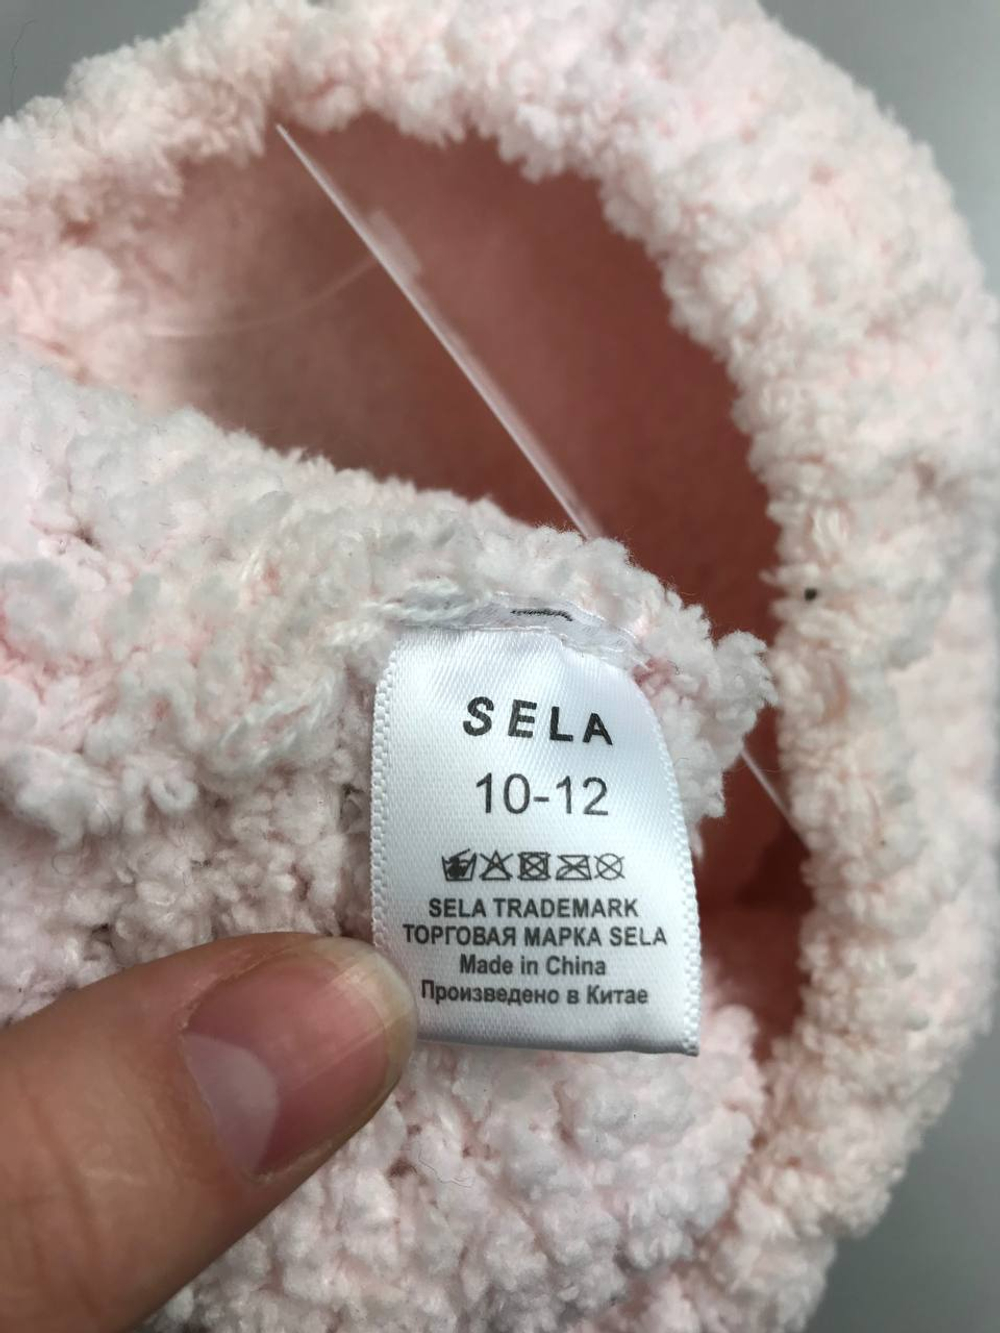 SELA
10-12
SELA TRADEMARK
ТОРГОВАЯ МАРКА SELA
Made in China
Произведено в Китае